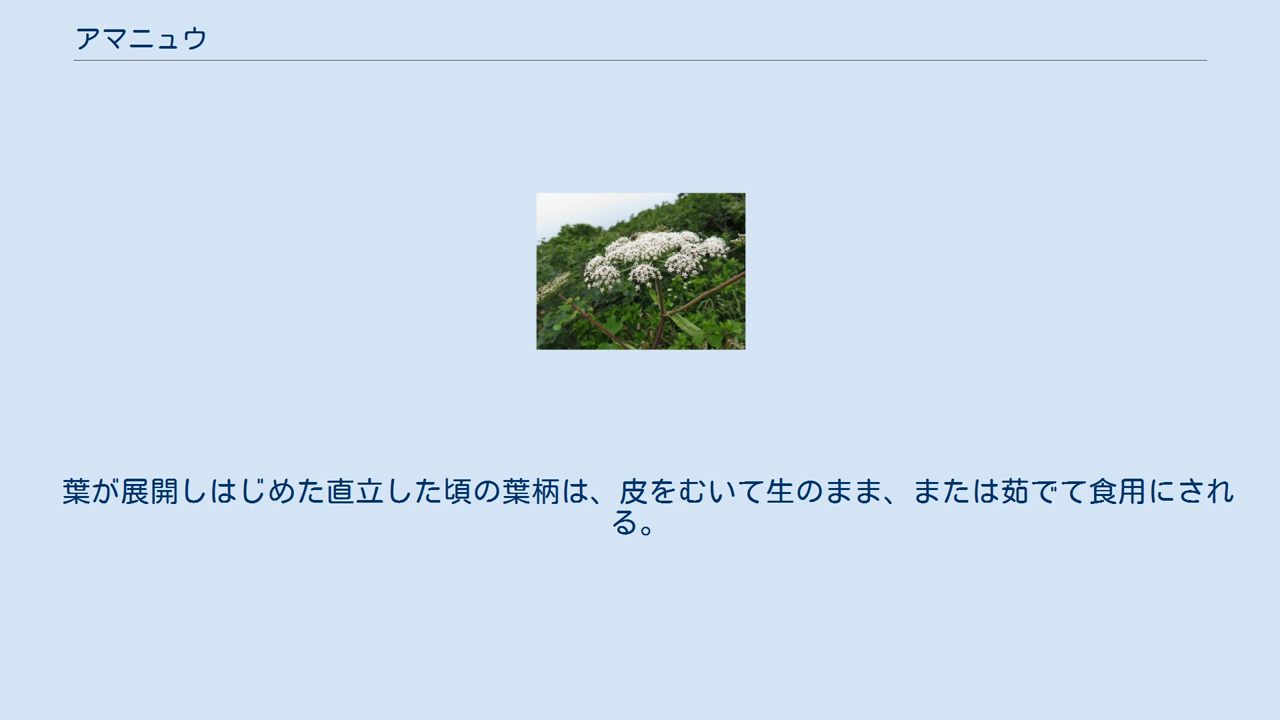 アマニュウ
葉が展開しはじめた直立した頃の葉柄は、皮をむいて生のまま、または茹でて食用にされ
る。